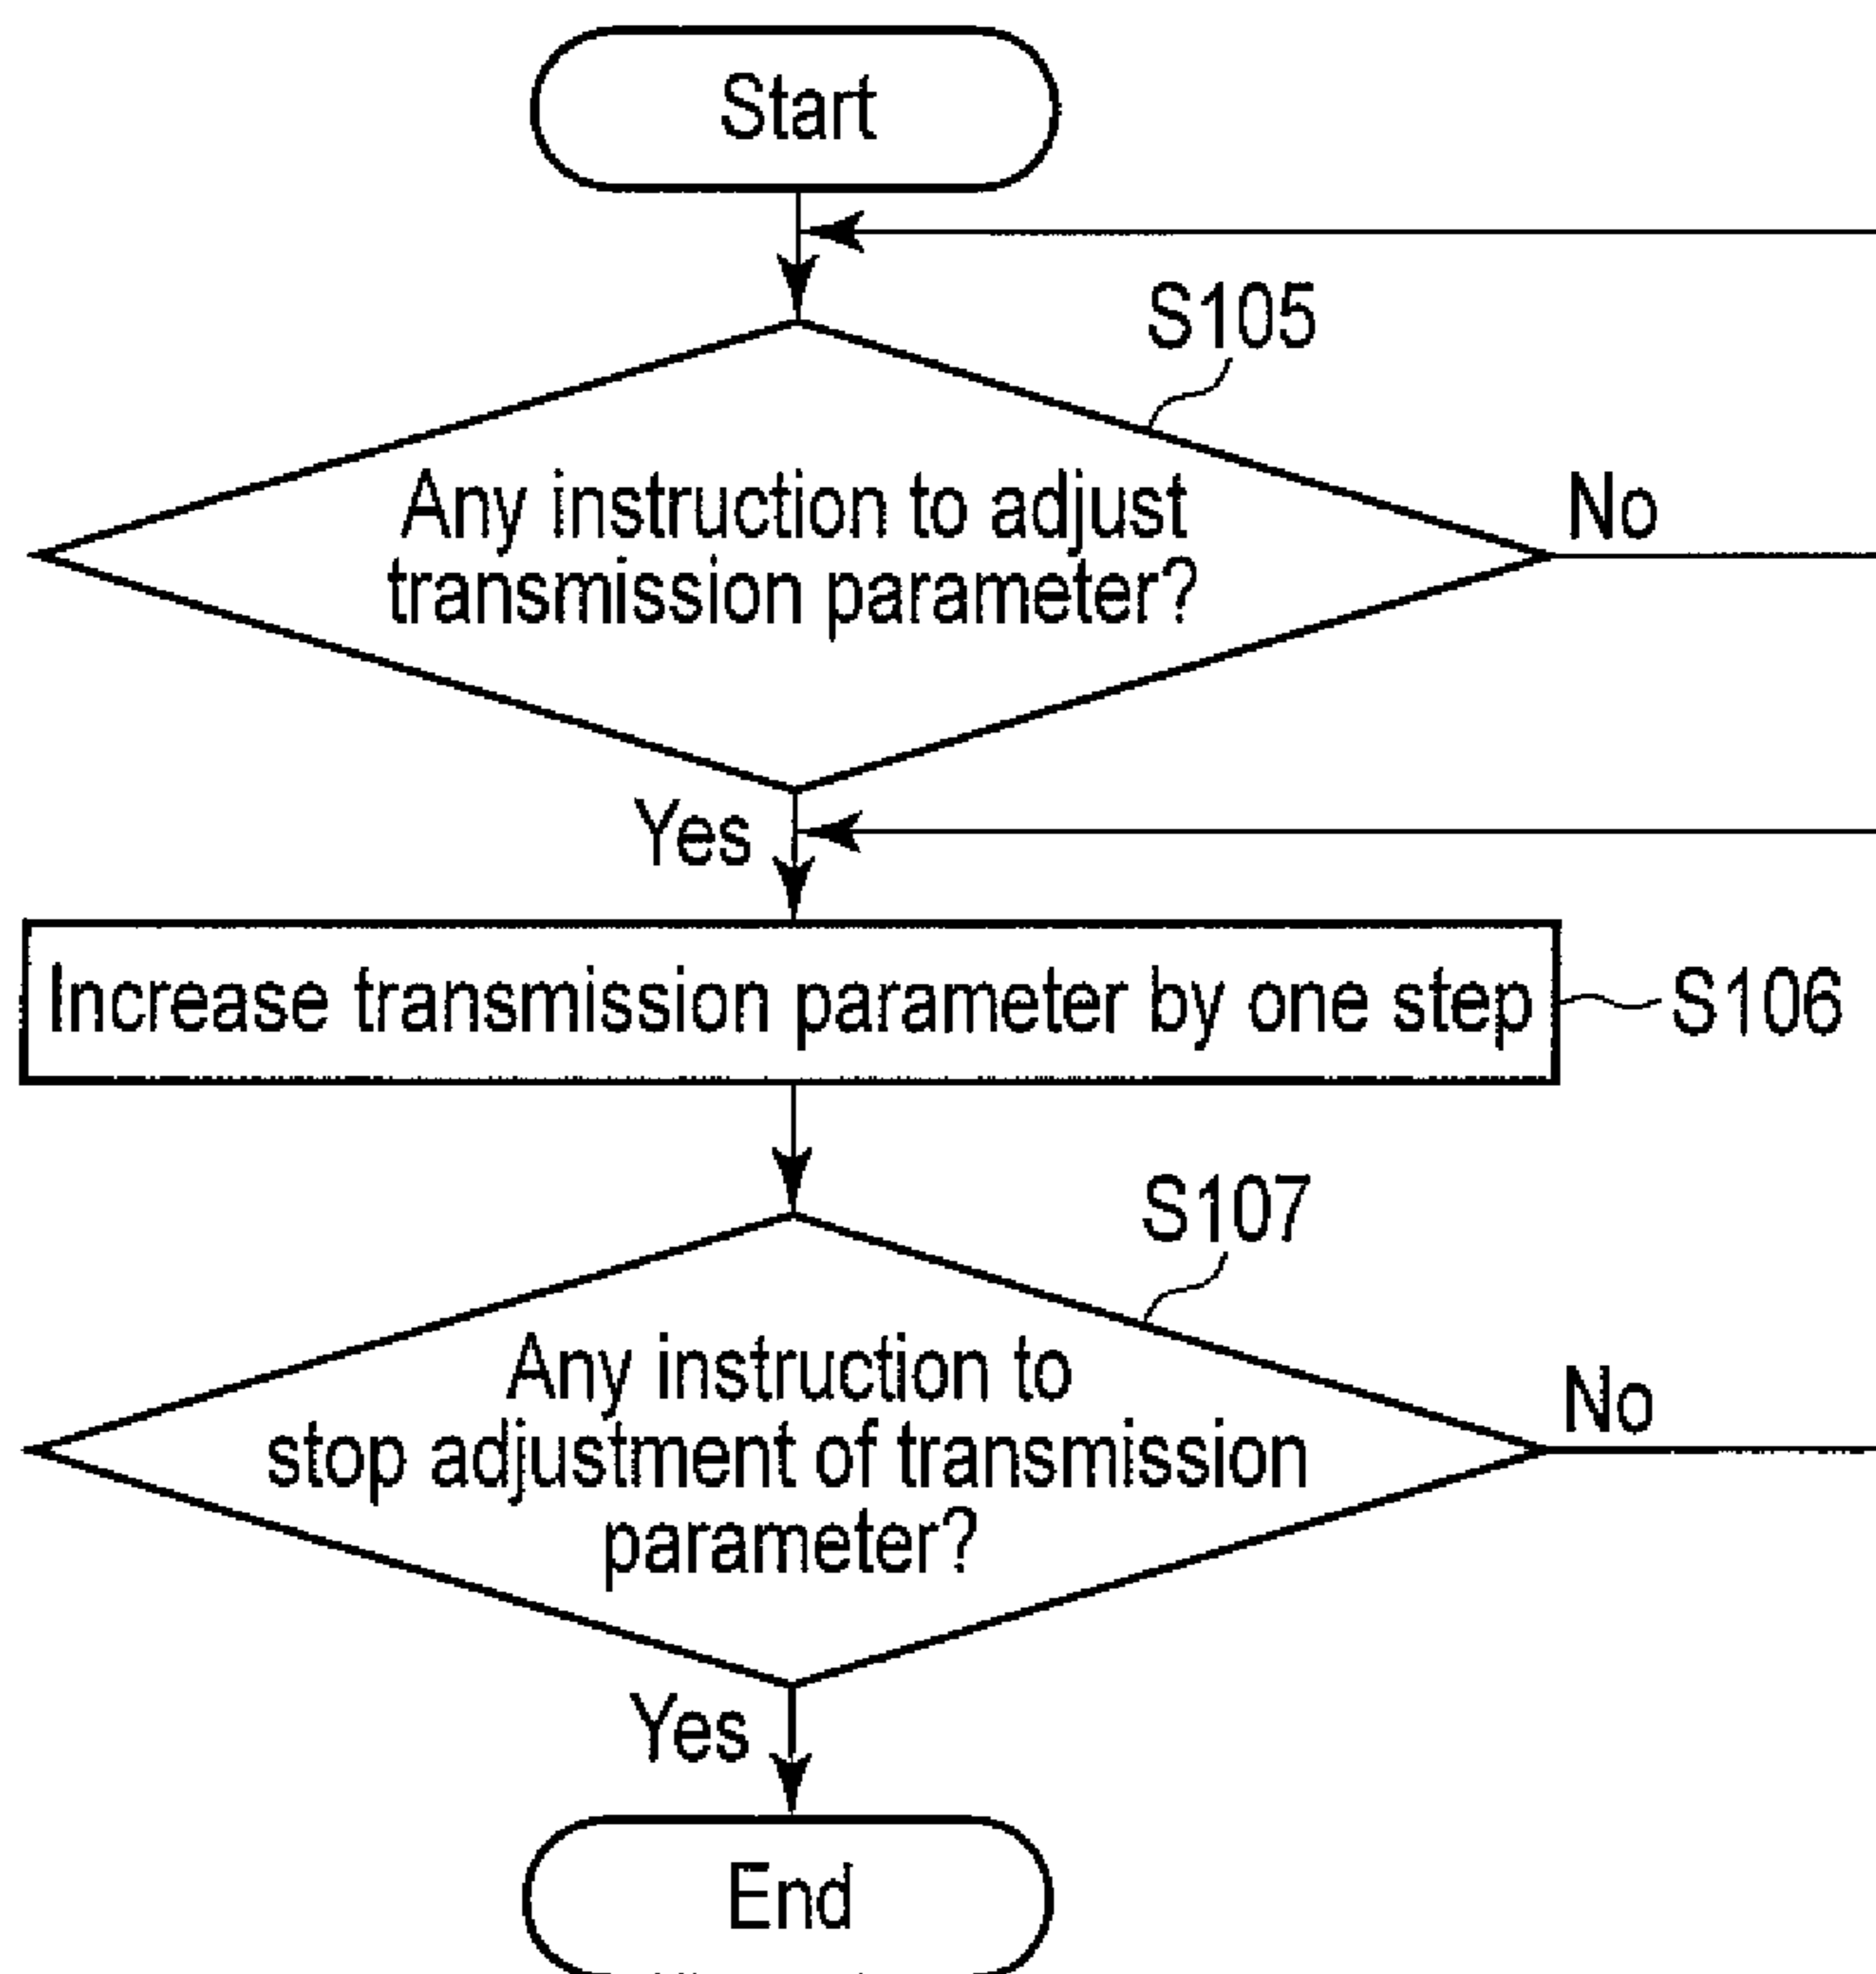 Start
S105
Any instruction to adjust
transmission parameter?
No
Yes
Increase transmission parameter by one step
S106
S107
Any instruction to
stop adjustment of transmission
parameter?
No
Yes
End